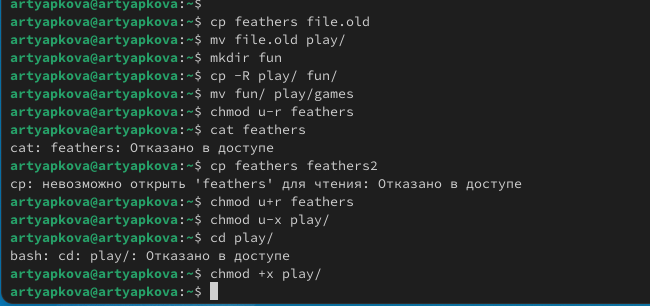 artyapkova@artyapkova:~$
artyapkova@artyapkova:~$ cp feathers file.old
artyapkova@artyapkova:~$ mv file.old play/
artyapkova@artyapkova:~$ mkdir fun
artyapkova@artyapkova:~$ cp -R play/ fun/
artyapkova@artyapkova:~$ mv fun/ play/games
artyapkova@artyapkova:~$ chmod u-r feathers
artyapkova@artyapkova:~$ cat feathers
cat: feathers: Отказано в доступе
artyapkova@artyapkova:~$ cp feathers feathers2
cp: невозможно открыть 'feathers' для чтения: Отказано в доступе
artyapkova@artyapkova:~$ chmod u+r feathers
artyapkova@artyapkova:~$ chmod u-x play/
artyapkova@artyapkova:~$ cd play/
bash: cd: play/: Отказано в доступе
artyapkova@artyapkova:~$ chmod +x play/
artyapkova@artyapkova:~$